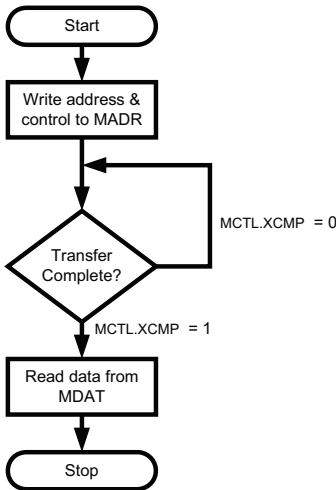 Start
Write address &
control to MADR
MCTL.XCMP = 0
Transfer
Complete?
MCTL.XCMP = 1
Read data from
MDAT
Stop